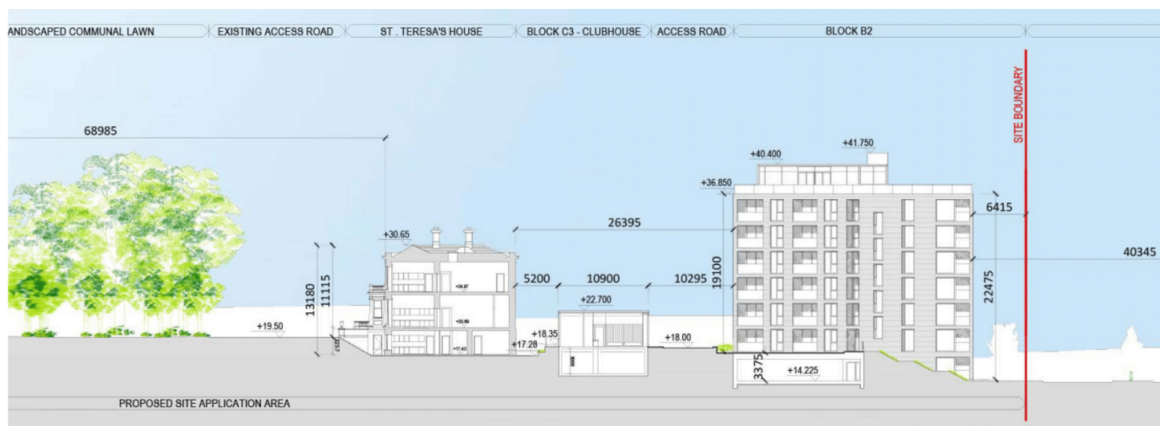 ANDSCAPED COMMUNAL LAWN
EXISTING ACCESS ROAD
ST . TERESA'S HOUSE
BLOCK C3 - CLUBHOUSE
ACCESS ROAD
BLOCK B2
SITE BOUNDARY
68985
+41.750
+40.400
+36.850
6415
26395
+30.65
40345
13180
11115
5200
10900
10295
19100
22475
+22.700
+19.50
+18.35
+18.00
+17.28
3375
+14.225
PROPOSED SITE APPLICATION AREA